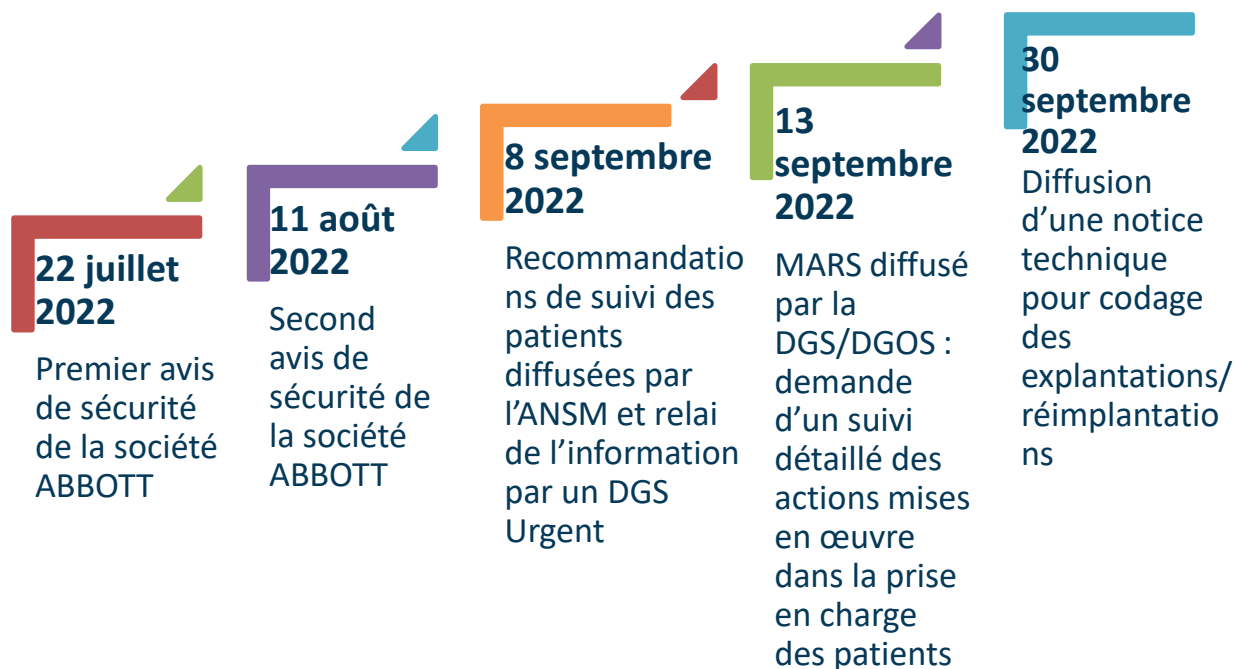 22 juillet
2022
Premier avis
de sécurité
de la société
ABBOTT
11 août
2022
Second
avis de
sécurité de
la société
ABBOTT
8 septembre
2022
Recommandatio
ns de suivi des
patients
diffusées par
l’ANSM et relai
de l’information
par un DGS
Urgent
13
septembre
2022
MARS diffusé
par la
DGS/DGOS :
demande
d’un suivi
détaillé des
actions mises
en œuvre
dans la prise
en charge
des patients
30
septembre
2022
Diffusion
d’une notice
technique
pour codage
des
explantations/
réimplantatio
ns